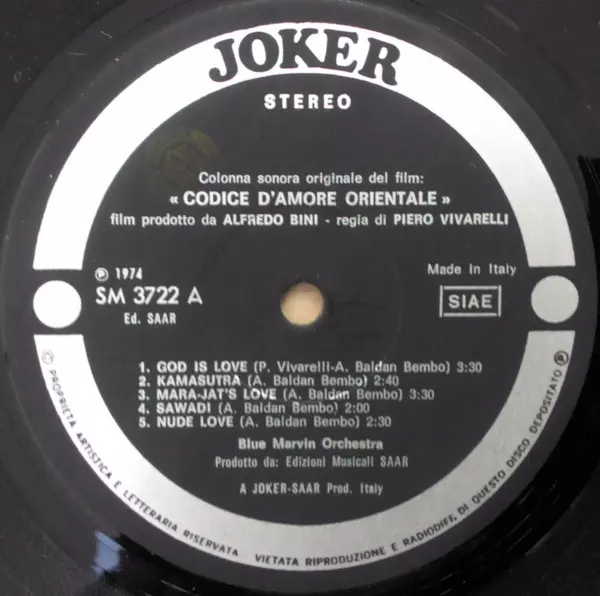 JOKER
STEREO
Colonna sonora originale del film:
« CODICE D'AMORE ORIENTALE »
film prodotto da ALFREDO BINI - regia di PIERO VIVARELLI
℗ 1974
SM 3722 A
Ed. SAAR
Made in Italy
SIAE
1. GOD IS LOVE (P. Vivarelli-A. Baldan Bembo) 3:30
2. KAMASUTRA (A. Baldan Bembo) 2:40
3. MARA-JAT'S LOVE (A. Baldan Bembo) 3:30
4. SAWADI (A. Baldan Bembo) 2:00
5. NUDE LOVE (A. Baldan Bembo) 2:30
Blue Marvin Orchestra
Prodotto da: Edizioni Musicali SAAR
A JOKER-SAAR Prod. Italy
© PROPRIETA ARTISTICA E LETTERARIA RISERVATA VIETATA RIPRODUZIONE E RADIODIFF. DI QUESTO DISCO DEPOSITATO ℗